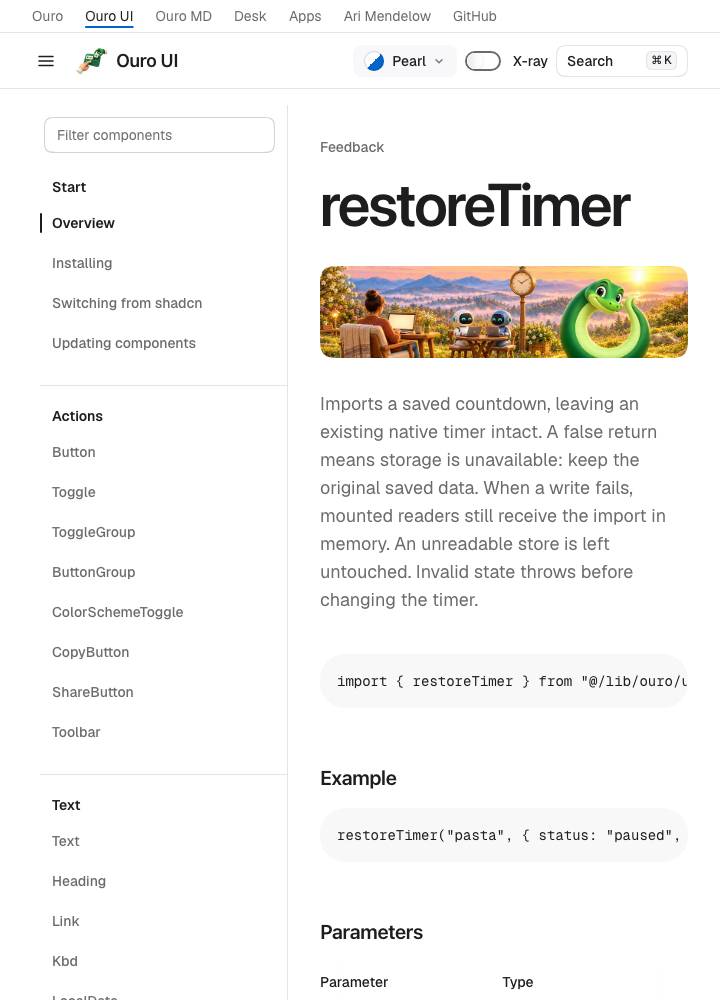 Ouro Ouro UI Ouro MD Desk Apps Ari Mendelow GitHub
Ouro UI Pearl X-ray Search ⌘ K
Filter components
Start
Overview
Installing
Switching from shadcn
Updating components
Actions
Button
Toggle
ToggleGroup
ButtonGroup
ColorSchemeToggle
CopyButton
ShareButton
Toolbar
Text
Text
Heading
Link
Kbd
LocalDate
Feedback
restoreTimer
Imports a saved countdown, leaving an
existing native timer intact. A false return
means storage is unavailable: keep the
original saved data. When a write fails,
mounted readers still receive the import in
memory. An unreadable store is left
untouched. Invalid state throws before
changing the timer.
import { restoreTimer } from "@/lib/ouro/u
Example
restoreTimer("pasta", { status: "paused",
Parameters
Parameter Type